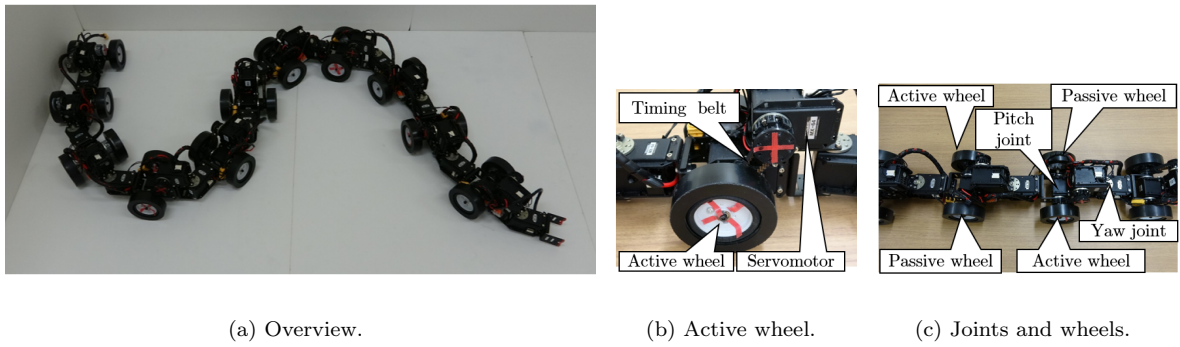 Timing belt
Active wheel
Servomotor
Active wheel
Passive wheel
Pitch
joint
Yaw joint
Passive wheel
Active wheel
(a) Overview.
(b) Active wheel.
(c) Joints and wheels.